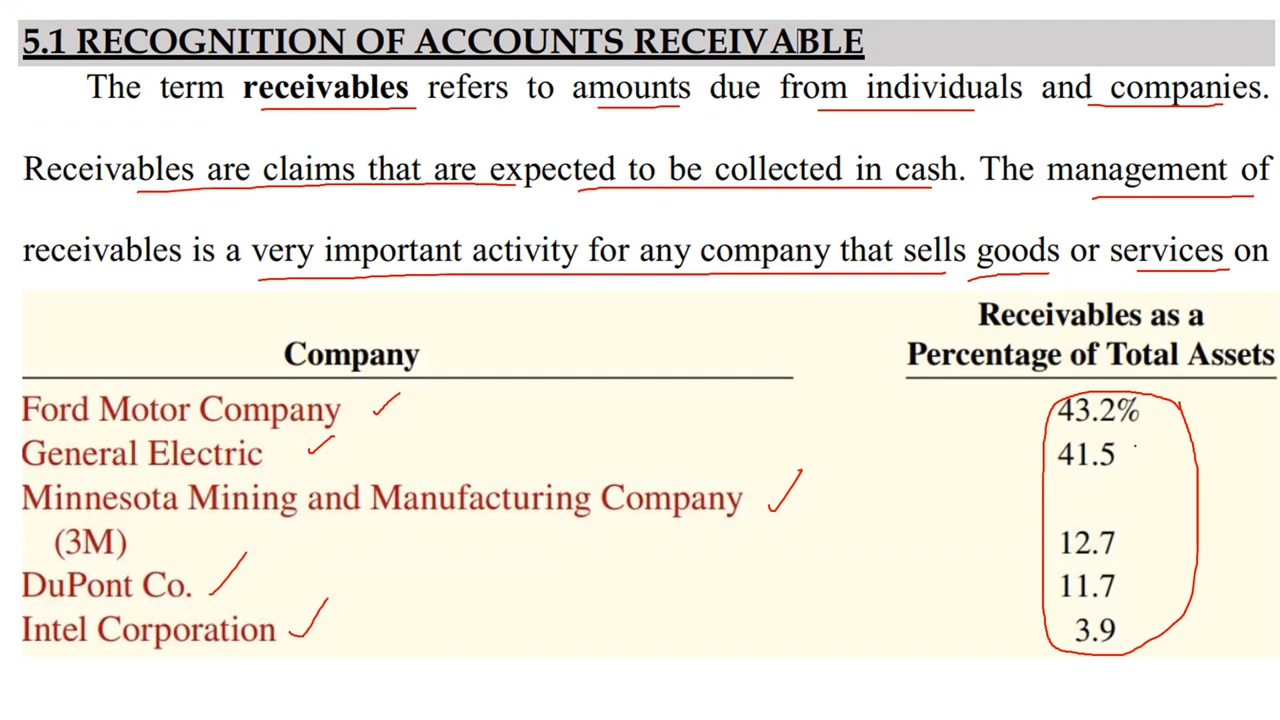 5.1 RECOGNITION OF ACCOUNTS RECEIVABLE
The term receivables refers to amounts due from individuals and companies.
Receivables are claims that are expected to be collected in cash. The management of
receivables is a very important activity for any company that sells goods or services on
Receivables as a
Company Percentage of Total Assets
Ford Motor Company 43.2%
General Electric 41.5
Minnesota Mining and Manufacturing Company
(3M) 12.7
DuPont Co. 11.7
Intel Corporation 3.9